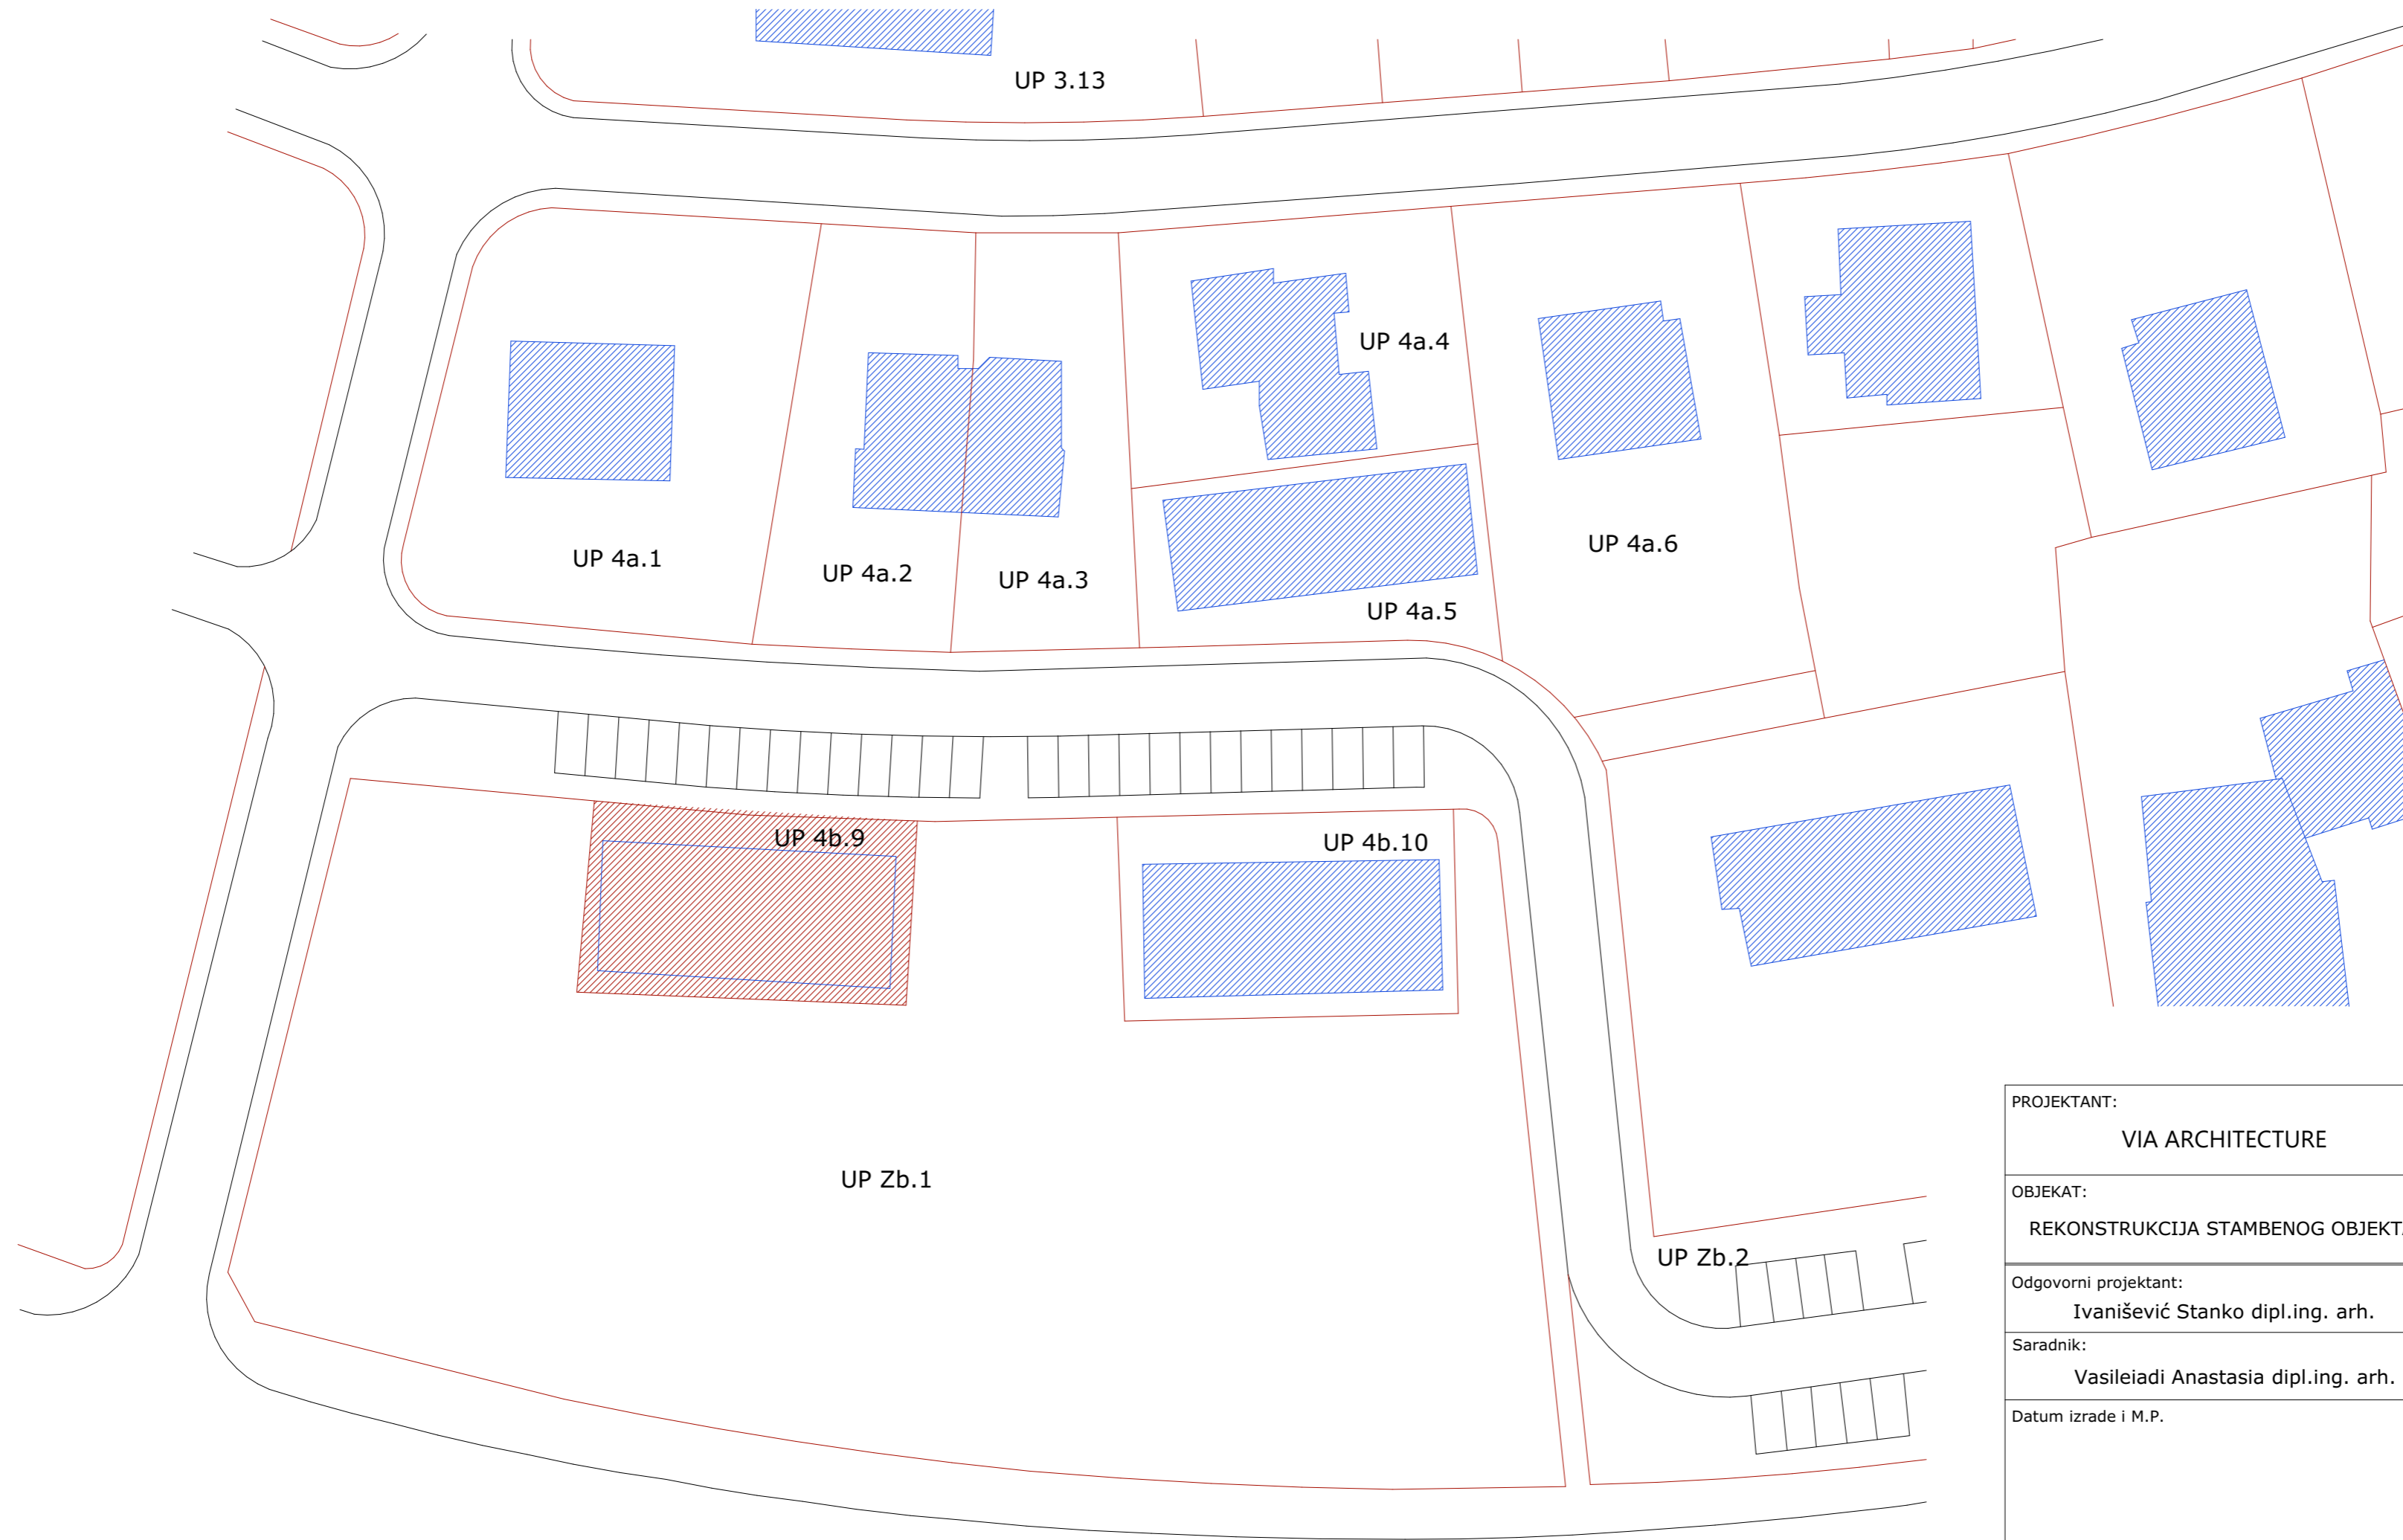 UP 3.13
UP 4a.4
UP 4a.1
UP 4a.2
UP 4a.3
UP 4a.5
UP 4a.6
UP 4b.9
UP 4b.10
UP Zb.1
UP Zb.2
PROJEKTANT:
VIA ARCHITECTURE
OBJEKAT:
REKONSTRUKCIJA STAMBENOG OBJEKTA
Odgovorni projektant:
Ivanišević Stanko dipl.ing. arh.
Saradnik:
Vasileiadi Anastasia dipl.ing. arh.
Datum izrade i M.P.